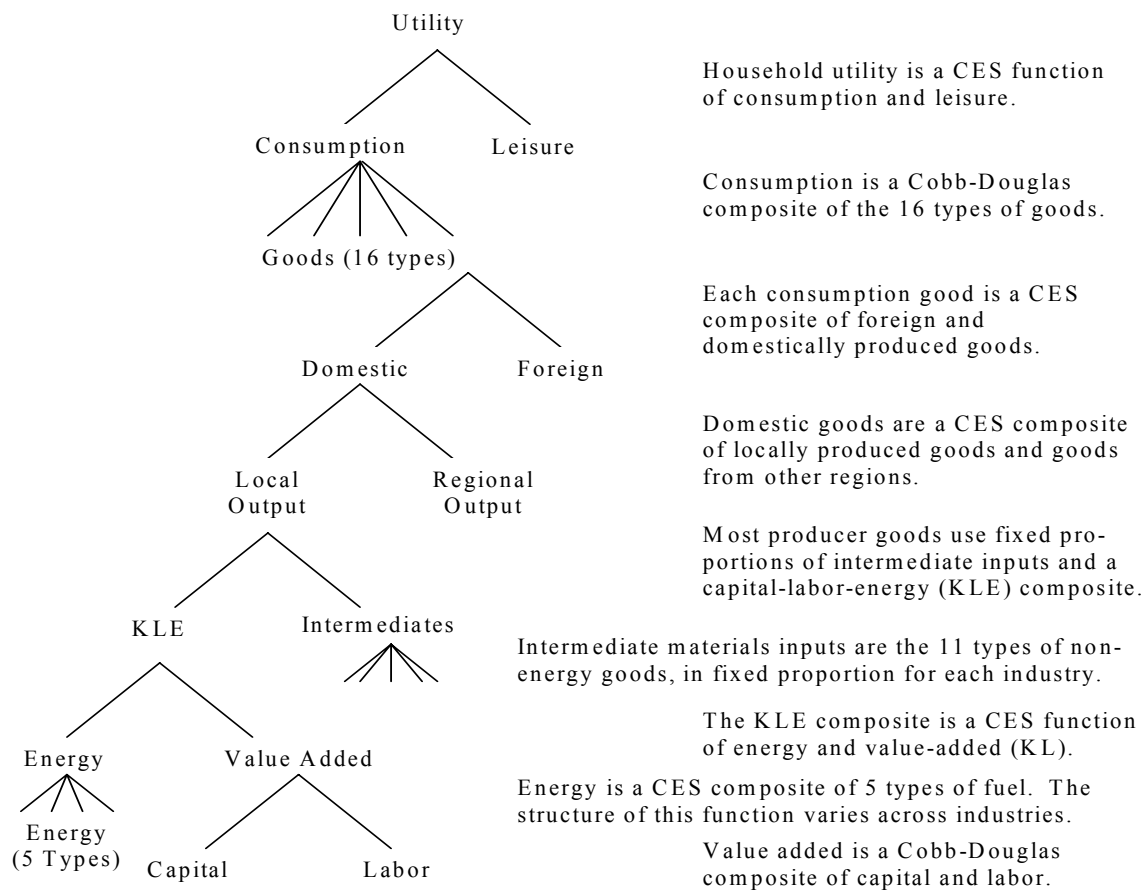 Utility
Household utility is a CES function
of consumption and leisure.
Consumption
Leisure
Consumption is a Cobb-Douglas
composite of the 16 types of goods.
Goods (16 types)
Each consumption good is a CES
composite of foreign and
domestically produced goods.
Domestic
Foreign
Domestic goods are a CES composite
of locally produced goods and goods
from other regions.
Local
Output
Regional
Output
Most producer goods use fixed pro-
portions of intermediate inputs and a
capital-labor-energy (KLE) composite.
KLE
Intermediates
Intermediate materials inputs are the 11 types of non-
energy goods, in fixed proportion for each industry.
The KLE composite is a CES function
of energy and value-added (KL).
Energy
Value Added
Energy is a CES composite of 5 types of fuel.  The
structure of this function varies across industries.
Energy
(5 Types)
Capital
Labor
Value added is a Cobb-Douglas
composite of capital and labor.